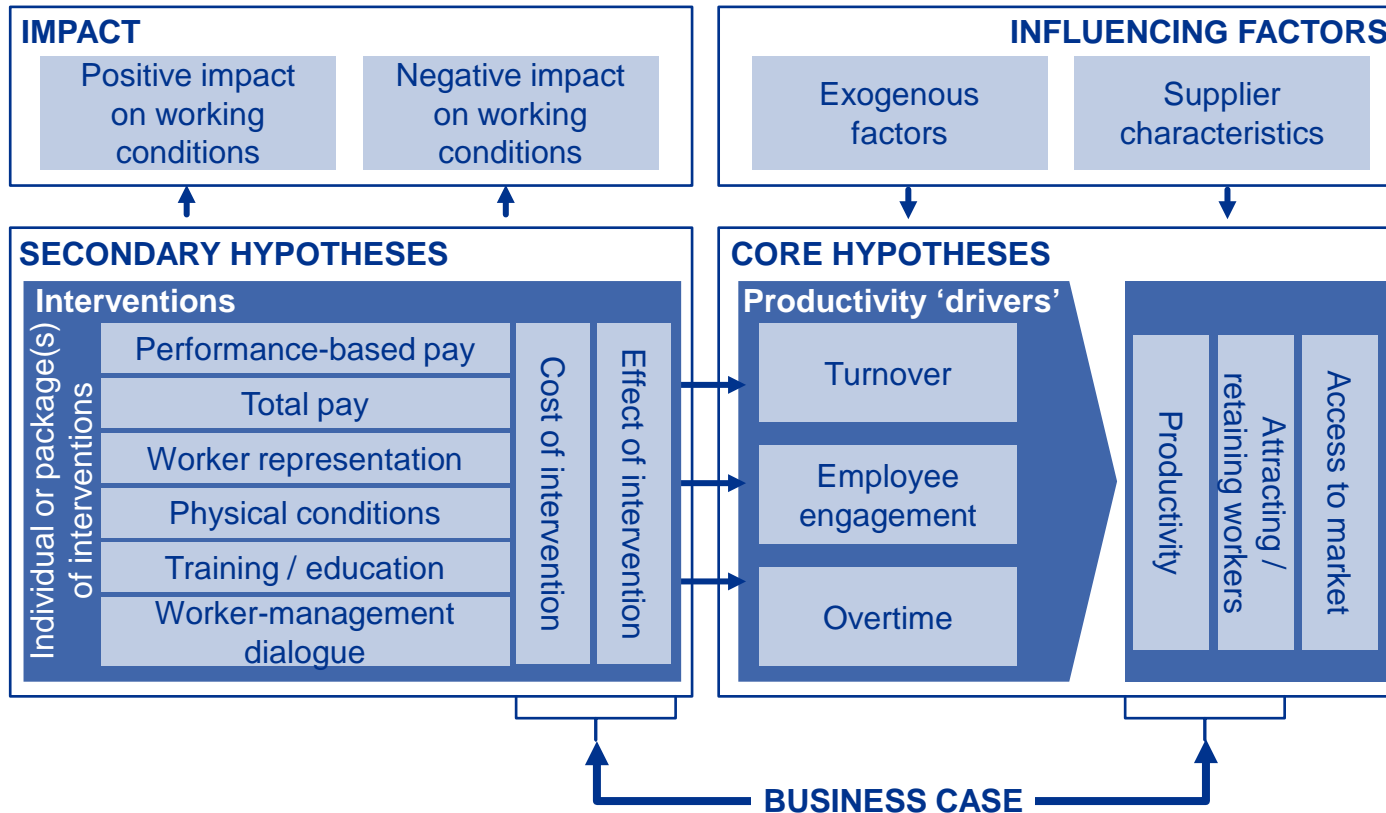 IMPACT
Positive impact
on working
conditions
Negative impact
on working
conditions
INFLUENCING FACTORS
Exogenous
factors
Supplier
characteristics
SECONDARY HYPOTHESES
Interventions
Individual or package(s)
of interventions
Performance-based pay
Total pay
Worker representation
Physical conditions
Training / education
Worker-management
dialogue
Cost of intervention
Effect of intervention
CORE HYPOTHESES
Productivity ‘drivers’
Turnover
Employee
engagement
Overtime
Productivity
Attracting /
retaining workers
Access to market
BUSINESS CASE